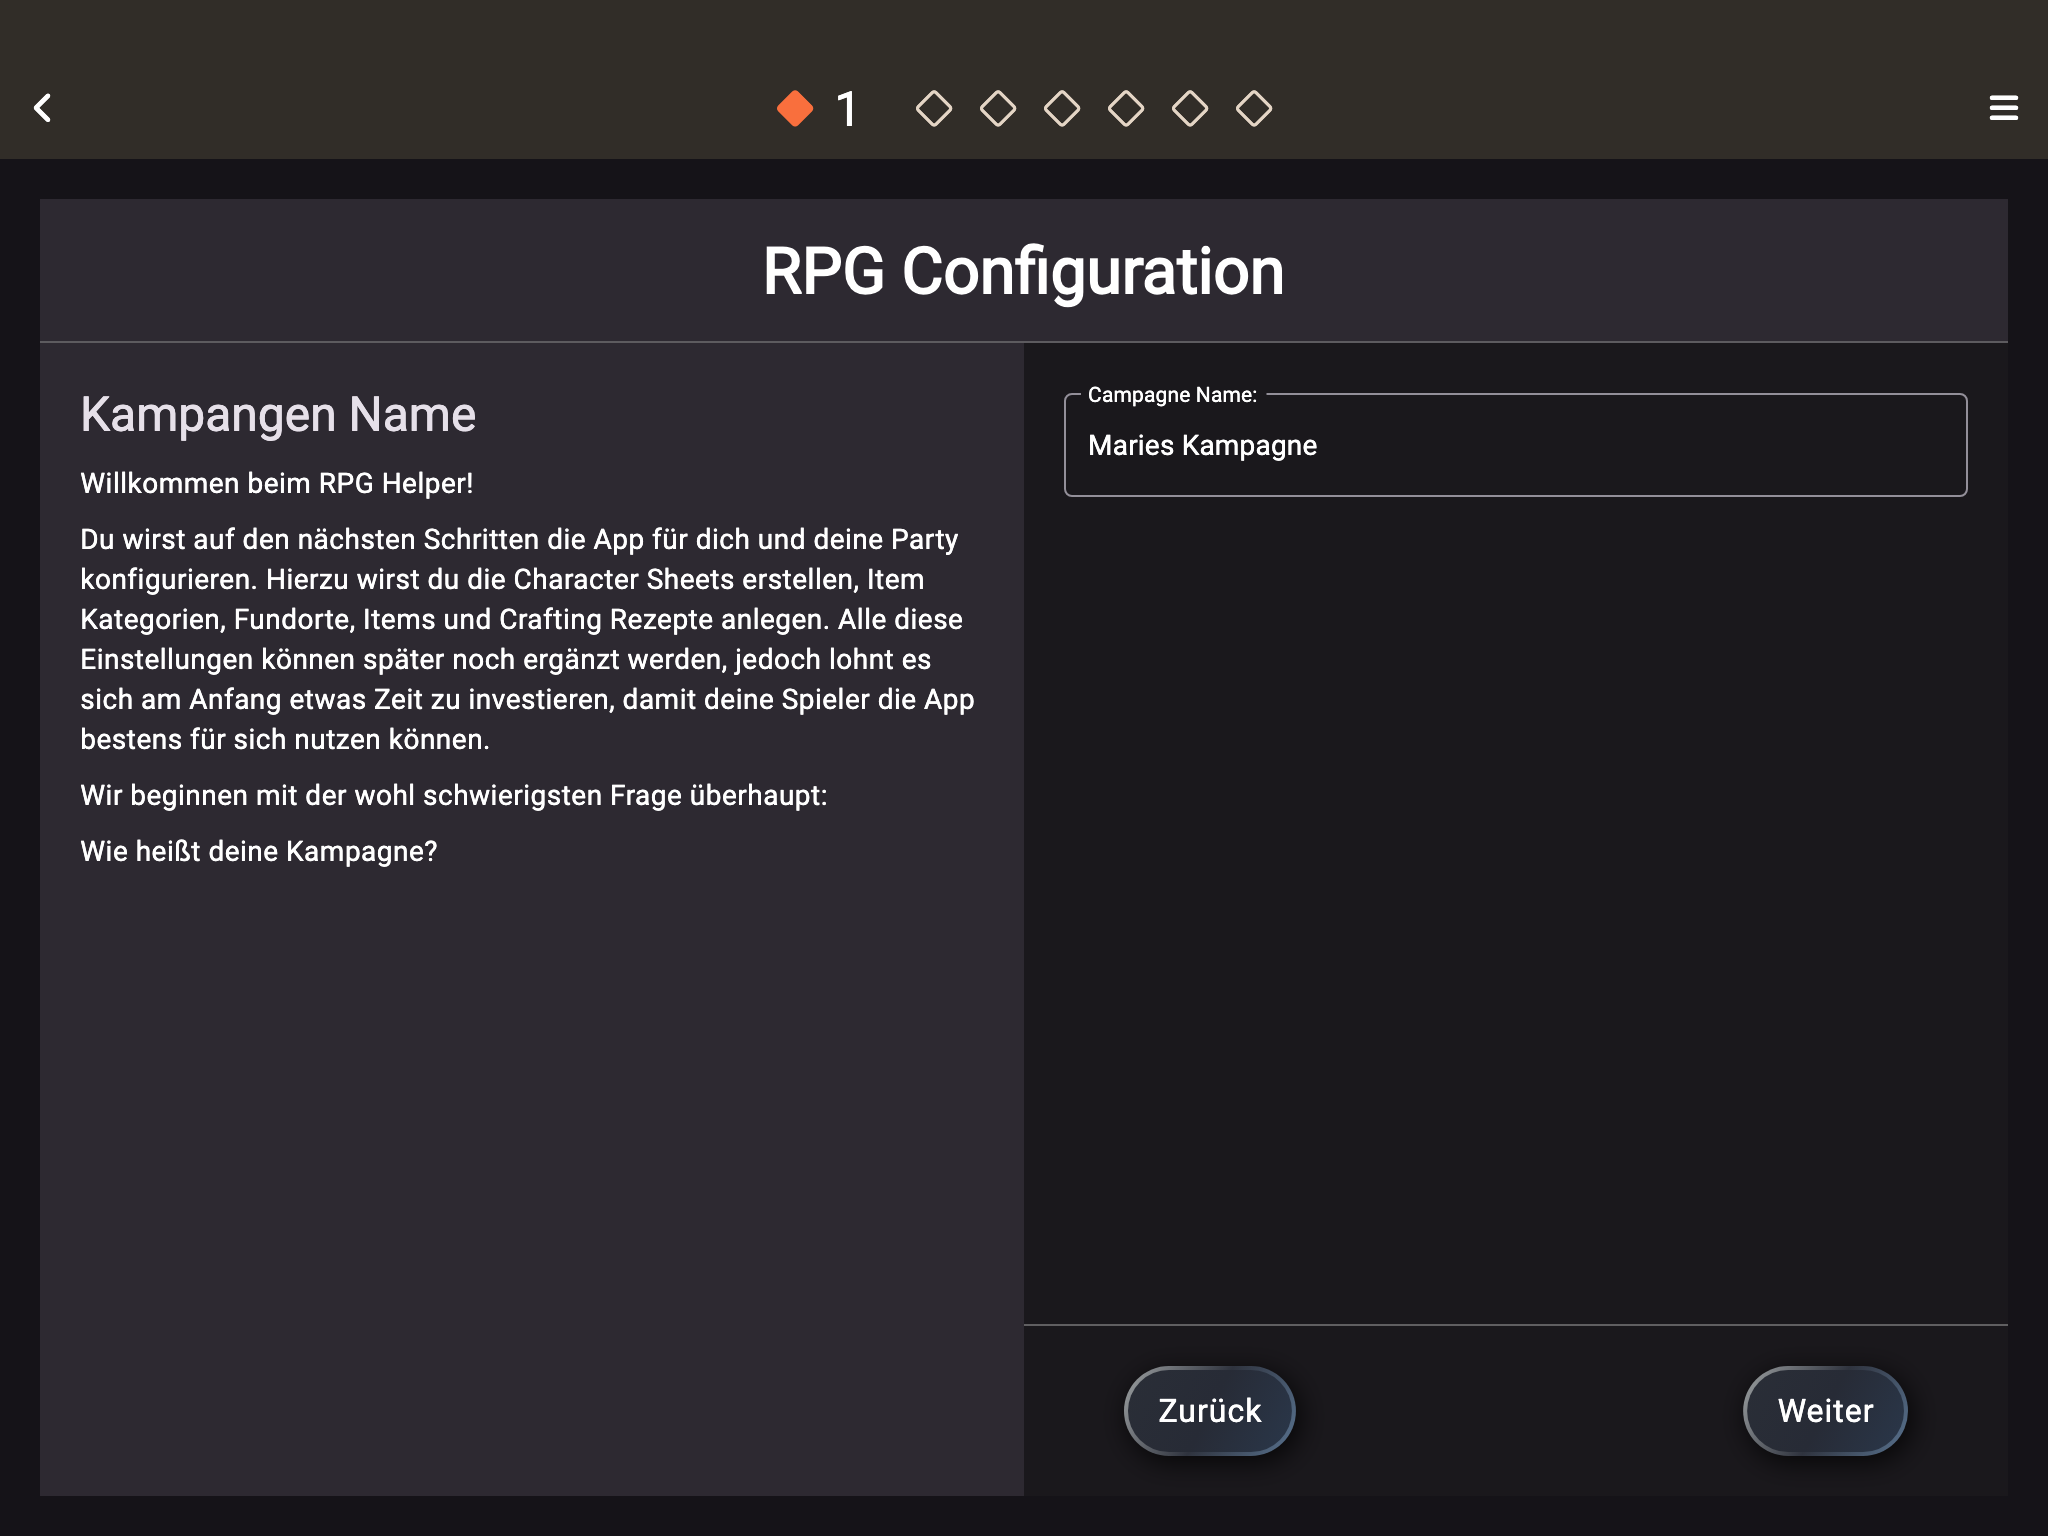 1
RPG Configuration
Kampangen Name
Willkommen beim RPG Helper!
Du wirst auf den nächsten Schritten die App für dich und deine Party
konfigurieren. Hierzu wirst du die Character Sheets erstellen, Item
Kategorien, Fundorte, Items und Crafting Rezepte anlegen. Alle diese
Einstellungen können später noch ergänzt werden, jedoch lohnt es
sich am Anfang etwas Zeit zu investieren, damit deine Spieler die App
bestens für sich nutzen können.
Wir beginnen mit der wohl schwierigsten Frage überhaupt:
Wie heißt deine Kampagne?
Campagne Name:
Maries Kampagne
Zurück
Weiter